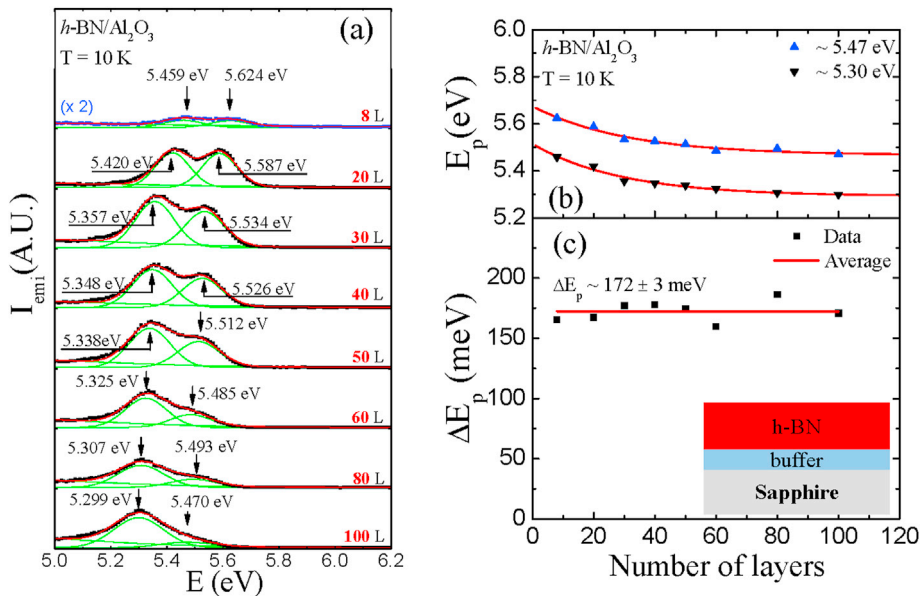 h-BN/Al2O3
(a)
T = 10 K
5.459 eV
5.624 eV
(x 2)
8 L
5.420 eV
5.587 eV
20 L
5.357 eV
5.534 eV
30 L
5.348 eV
5.526 eV
40 L
5.338eV
5.512 eV
50 L
5.325 eV
5.485 eV
60 L
5.307 eV
5.493 eV
80 L
5.299 eV
5.470 eV
100 L
Iemi (A.U.)
5.0 5.2 5.4 5.6 5.8 6.0 6.2
E (eV)
h-BN/Al2O3
T = 10 K
~ 5.47 eV
~ 5.30 eV
6.0
5.8
5.6
5.4
5.2
Ep (eV)
(b)
(c)
Data
Average
ΔEp ~ 172 ± 3 meV
200
150
100
50
0
ΔEp (meV)
h-BN
buffer
Sapphire
0 20 40 60 80 100 120
Number of layers